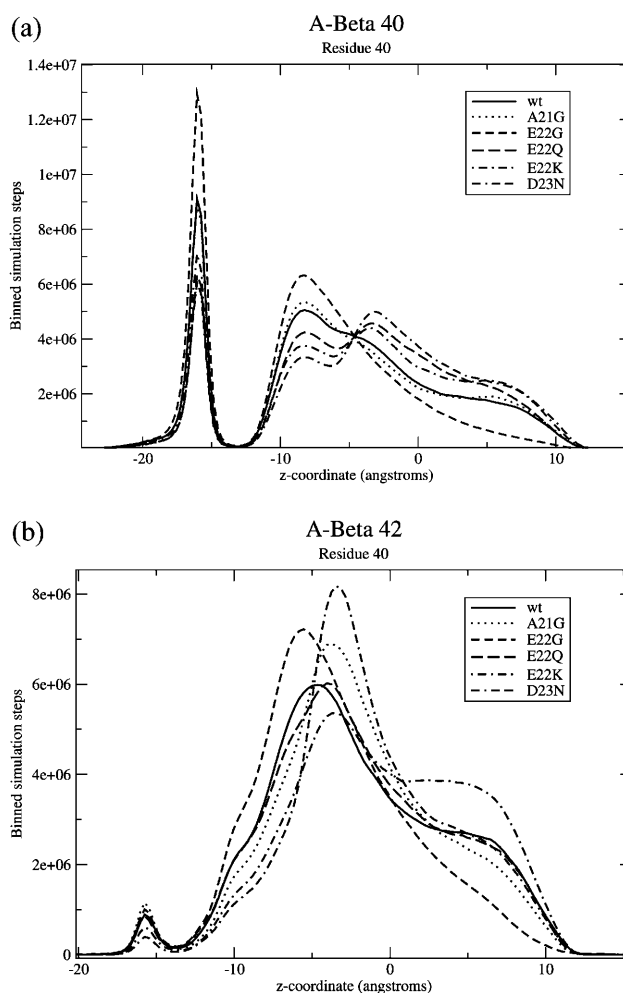 (a)
A-Beta 40
Residue 40
1.4e+07
1.2e+07
1e+07
8e+06
6e+06
4e+06
2e+06
Binned simulation steps
wt
A21G
E22G
E22Q
E22K
D23N
-20
-10
0
10
z-coordinate (angstroms)
(b)
A-Beta 42
Residue 40
8e+06
6e+06
4e+06
2e+06
0
Binned simulation steps
wt
A21G
E22G
E22Q
E22K
D23N
-20
-10
0
10
z-coordinate (angstroms)